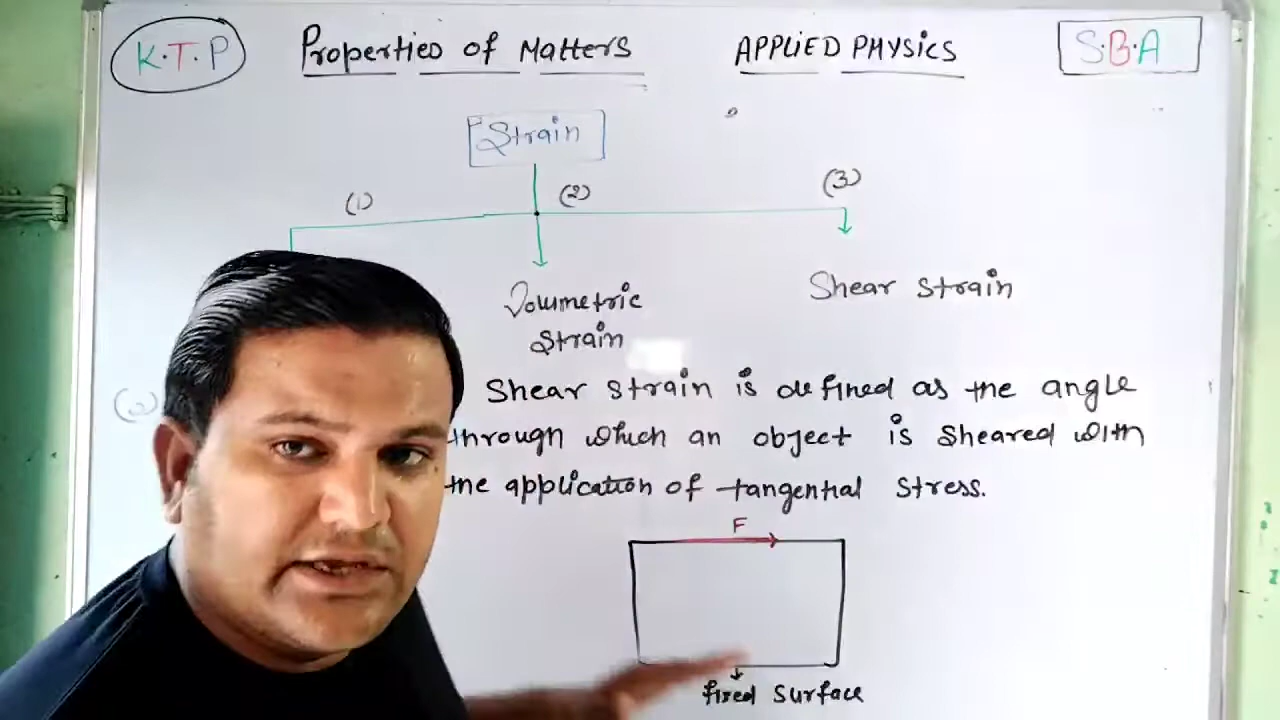 K.T.P Properties of Matters APPLIED PHYSICS S.B.A
Strain
(1) (2) (3)
Volumetric
Strain
Shear Strain
Shear Strain is defined as the angle
through which an object is sheared with
the application of tangential stress.
F
fixed surface